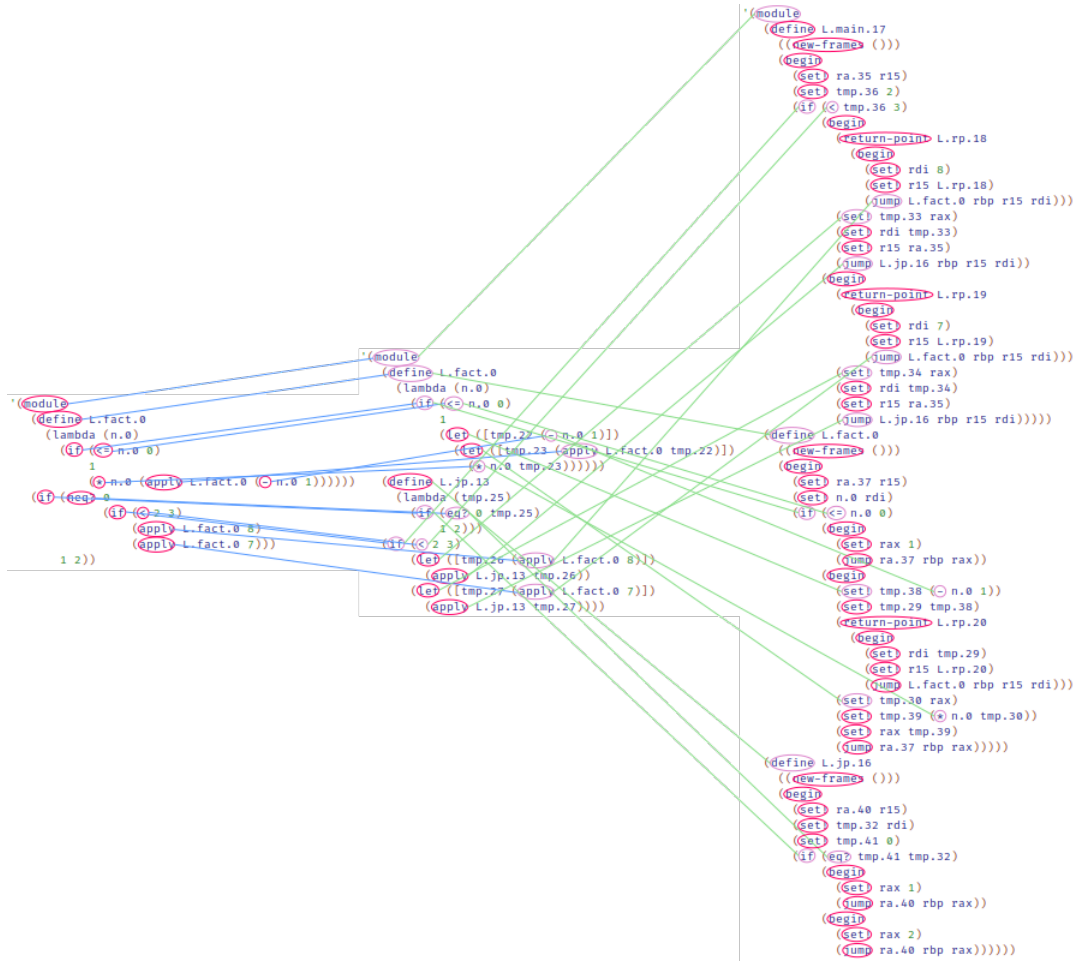 '(module
(define L.fact.0
(lambda (n.0)
(if (<= n.0 0)
1
(* n.0 (apply L.fact.0 (- n.0 1))))))
(if (neq? 0
(if (< 2 3)
(apply L.fact.0 8)
(apply L.fact.0 7)))
1 2))
'(module
(define L.fact.0
(lambda (n.0)
(if (<= n.0 0)
1
(let ([tmp.22 (- n.0 1)])
(let ([tmp.23 (apply L.fact.0 tmp.22)])
(* n.0 tmp.23))))))
(define L.jp.13
(lambda (tmp.25)
(if (eq? 0 tmp.25)
1 2)))
(if (< 2 3)
(let ([tmp.26 (apply L.fact.0 8)])
(apply L.jp.13 tmp.26))
(let ([tmp.27 (apply L.fact.0 7)])
(apply L.jp.13 tmp.27))))
'(module
(define L.main.17
((new-frames ()))
(begin
(set! ra.35 r15)
(set! tmp.36 2)
(if (< tmp.36 3)
(begin
(return-point L.rp.18
(begin
(set! rdi 8)
(set! r15 L.rp.18)
(jump L.fact.0 rbp r15 rdi)))
(set! tmp.33 rax)
(set! rdi tmp.33)
(set! r15 ra.35)
(jump L.jp.16 rbp r15 rdi))
(begin
(return-point L.rp.19
(begin
(set! rdi 7)
(set! r15 L.rp.19)
(jump L.fact.0 rbp r15 rdi)))
(set! tmp.34 rax)
(set! rdi tmp.34)
(set! r15 ra.35)
(jump L.jp.16 rbp r15 rdi)))))
(define L.fact.0
((new-frames ()))
(begin
(set! ra.37 r15)
(set! n.0 rdi)
(if (<= n.0 0)
(begin
(set! rax 1)
(jump ra.37 rbp rax))
(begin
(set! tmp.38 (- n.0 1))
(set! tmp.29 tmp.38)
(return-point L.rp.20
(begin
(set! rdi tmp.29)
(set! r15 L.rp.20)
(jump L.fact.0 rbp r15 rdi)))
(set! tmp.30 rax)
(set! tmp.39 (* n.0 tmp.30))
(set! rax tmp.39)
(jump ra.37 rbp rax)))))
(define L.jp.16
((new-frames ()))
(begin
(set! ra.40 r15)
(set! tmp.32 rdi)
(set! tmp.41 0)
(if (eq? tmp.41 tmp.32)
(begin
(set! rax 1)
(jump ra.40 rbp rax))
(begin
(set! rax 2)
(jump ra.40 rbp rax))))))